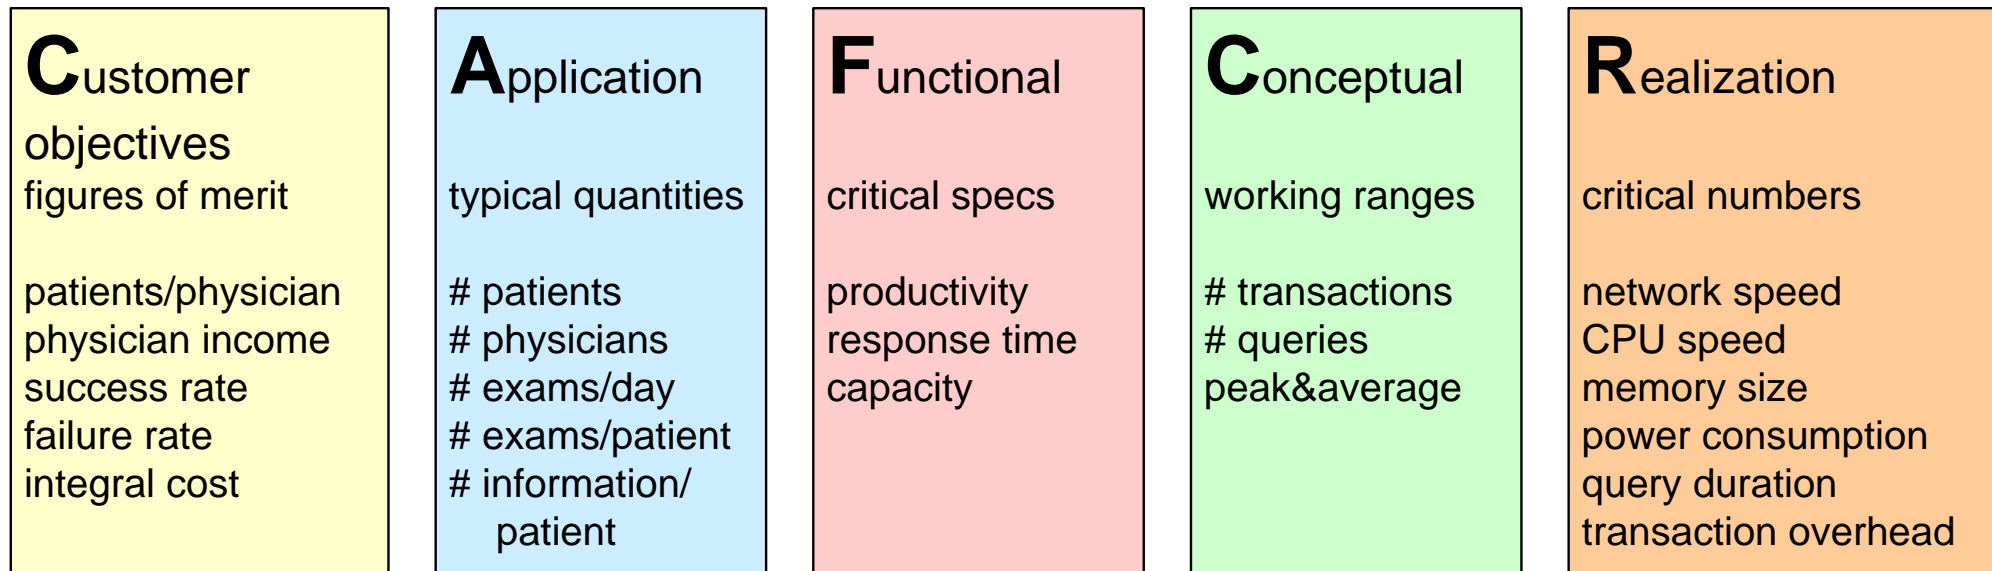 Customer
objectives
figures of merit
patients/physician
physician income
success rate
failure rate
integral cost
Application
typical quantities
# patients
# physicians
# exams/day
# exams/patient
# information/
patient
Functional
critical specs
productivity
response time
capacity
Conceptual
working ranges
# transactions
# queries
peak&average
Realization
critical numbers
network speed
CPU speed
memory size
power consumption
query duration
transaction overhead